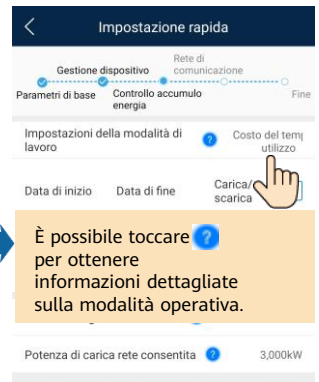 Impostazione rapida
Rete di
Gestione dispositivo comunicazione
Parametri di base Controllo accumulo Fine
energia
Impostazioni della modalità di
lavoro
? Costo del temp
utilizzo
Data di inizio Data di fine Carica/
scarica
È possibile toccare ?
per ottenere
informazioni dettagliate
sulla modalità operativa.
Potenza di carica rete consentita ? 3,000kW